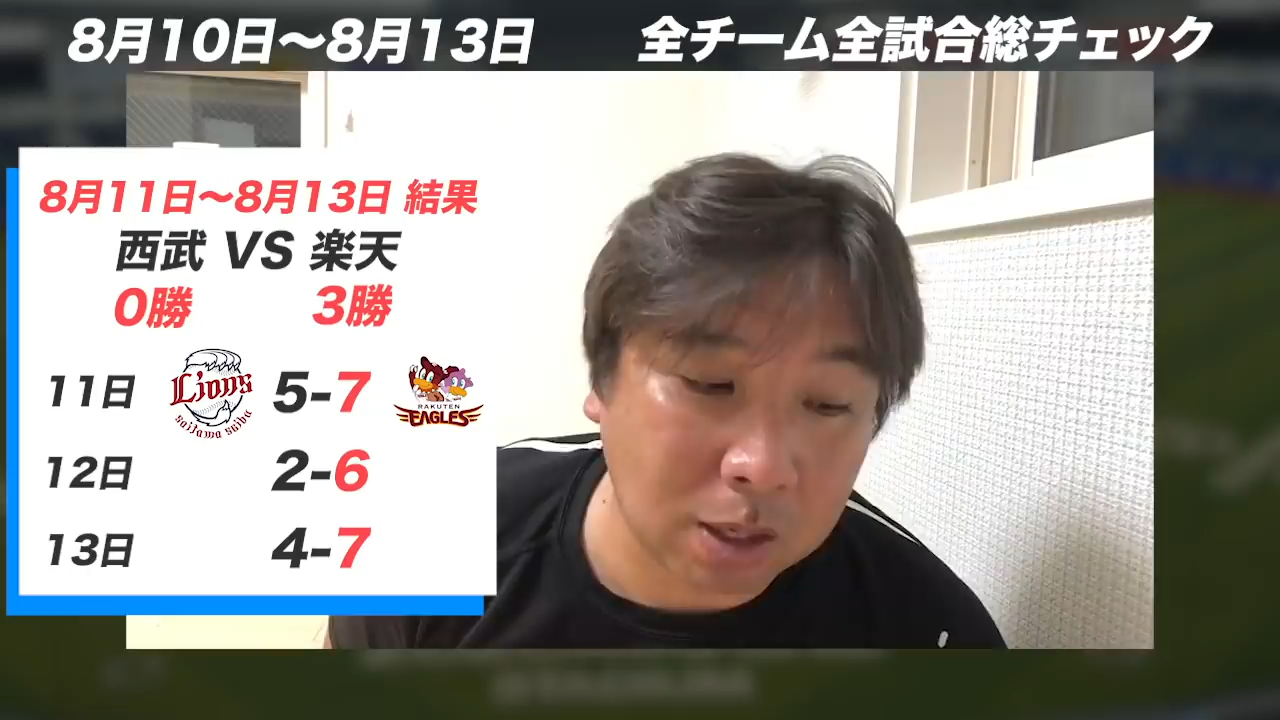 8月10日〜8月13日　全チーム全試合総チェック
8月11日〜8月13日 結果
西武 VS 楽天
0勝 3勝
11日 Lions saitama seibu 5-7 RAKUTEN EAGLES
12日 2-6
13日 4-7